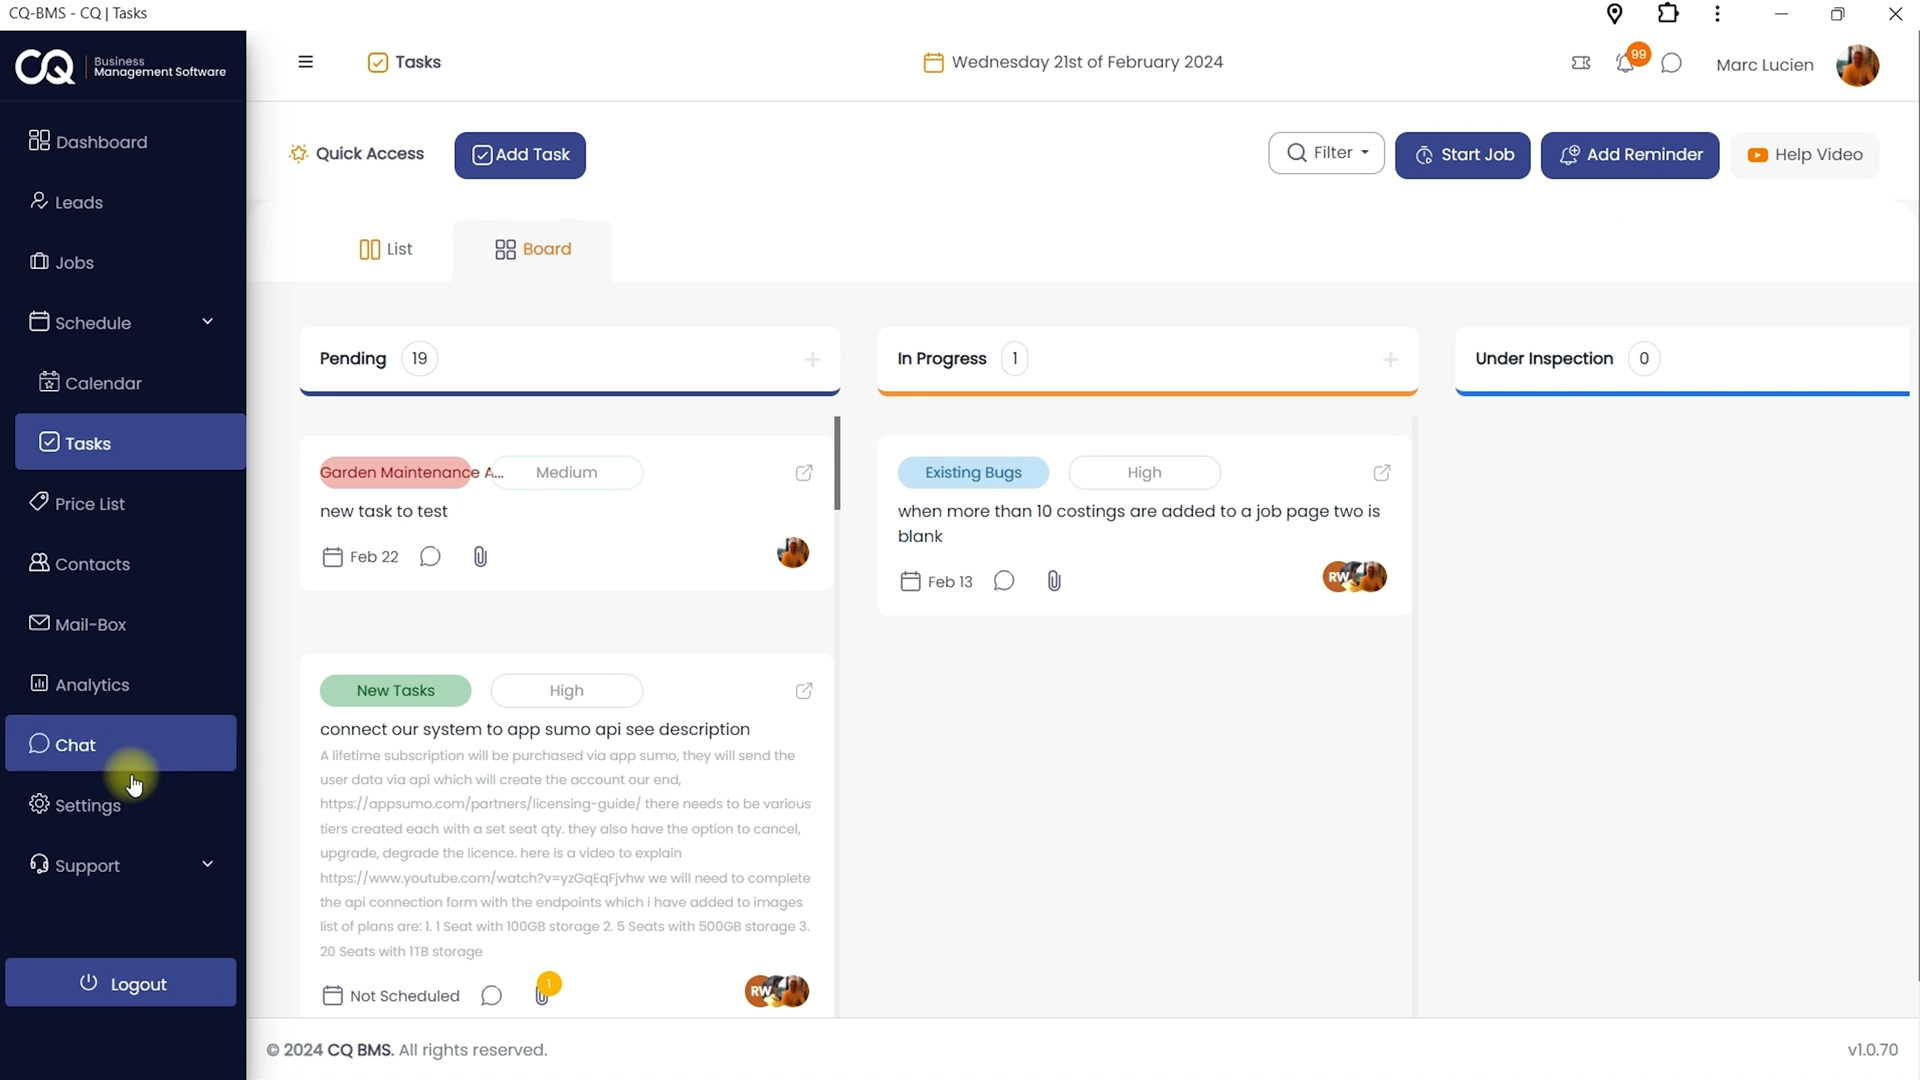 CQ-BMS - CQ | Tasks
CQ | Business
Management Software
Tasks
Wednesday 21st of February 2024
99
Marc Lucien
Dashboard
Leads
Jobs
Schedule
Calendar
Tasks
Price List
Contacts
Mail-Box
Analytics
Chat
Settings
Support
Logout
Quick Access
Add Task
Filter
Start Job
Add Reminder
Help Video
List
Board
Pending 19
Garden Maintenance A...
Medium
new task to test
Feb 22
New Tasks
High
connect our system to app sumo api see description
A lifetime subscription will be purchased via app sumo, they will send the
user data via api which will create the account our end,
https://appsumo.com/partners/licensing-guide/ there needs to be various
tiers created each with a set seat qty. they also have the option to cancel,
upgrade, degrade the licence. here is a video to explain
https://www.youtube.com/watch?v=yzGqEqFjvhw we will need to complete
the api connection form with the endpoints which i have added to images
list of plans are: 1. 1 Seat with 100GB storage 2. 5 Seats with 500GB storage 3.
20 Seats with 1TB storage
Not Scheduled
1
RW
In Progress 1
Existing Bugs
High
when more than 10 costings are added to a job page two is
blank
Feb 13
RW
Under Inspection 0
© 2024 CQ BMS. All rights reserved.
v1.0.70